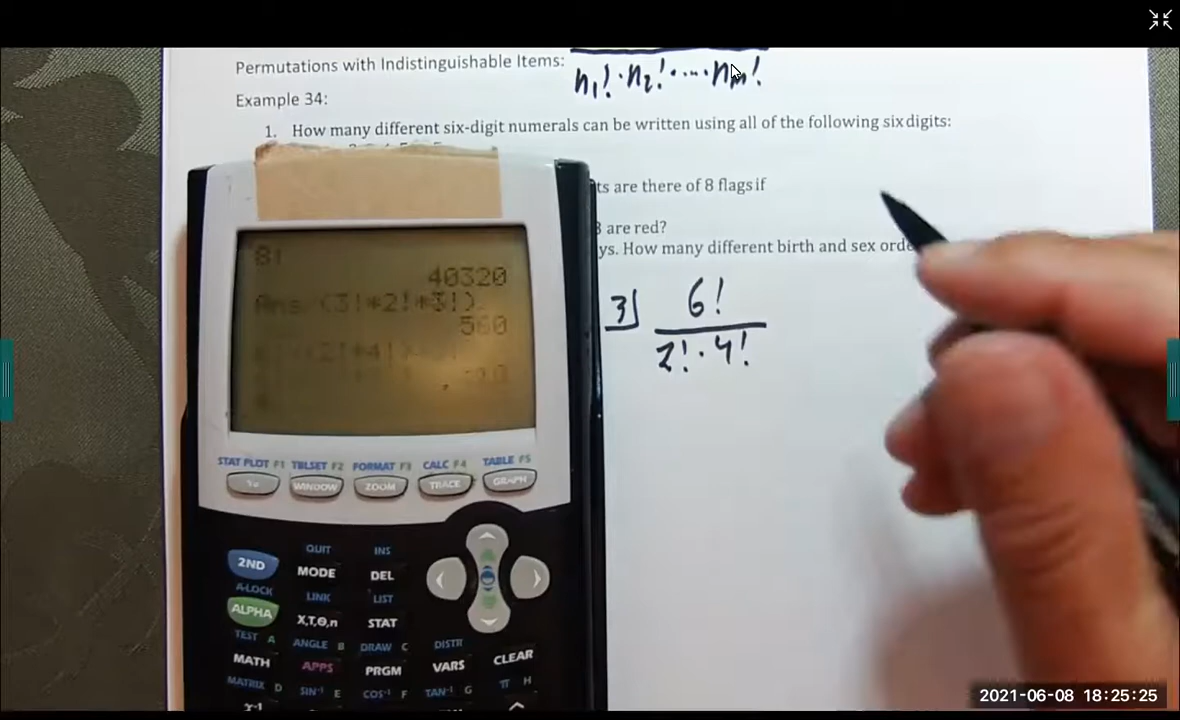 Permutations with Indistinguishable Items:
n₁! · n₂! · ... · nₘ!
Example 34:
1. How many different six-digit numerals can be written using all of the following six digits:
ts are there of 8 flags if
3 are red?
ys. How many different birth and sex orde
3) 6!
2! · 4!
8!
40320
Ans/(3!*2!*3!)
560
STAT PLOT F1 TBLSET F2 FORMAT F3 CALC F4 TABLE F5
Y= WINDOW ZOOM TRACE GRAPH
QUIT INS
2ND MODE DEL
A-LOCK LINK LIST
ALPHA X,T,θ,n STAT
TEST A ANGLE B DRAW C DISTR
MATH APPS PRGM VARS CLEAR
MATRIX D SIN⁻¹ E COS⁻¹ F TAN⁻¹ G π H
x⁻¹
2021-06-08 18:25:25